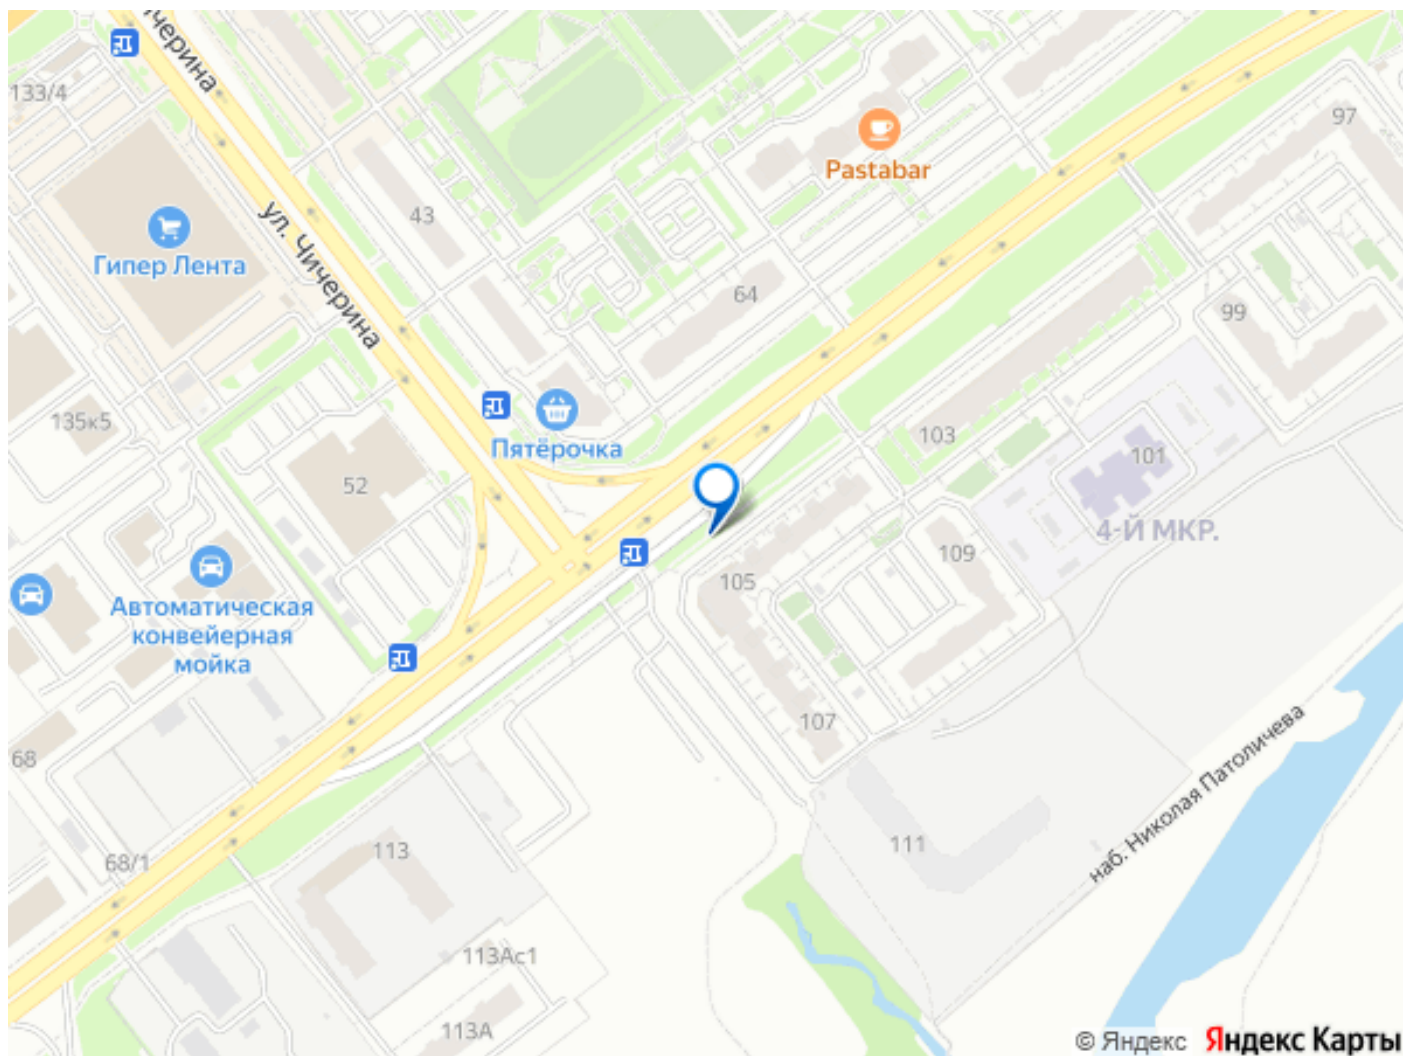 чичерина
133/4
97
Pastabar
43
ул. Чичерина
Гипер Лента
64
99
135к5
Пятёрочка
103
101
52
4-Й МКР.
109
105
Автоматическая
конвейерная
мойка
107
68
наб. Николая Патоличева
111
113
68/1
113Ас1
113А
© Яндекс Яндекс Карты